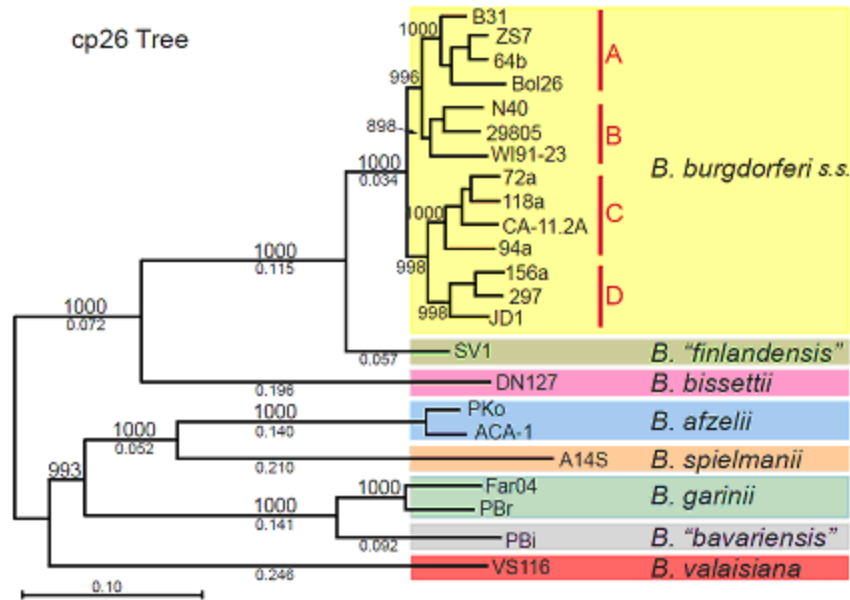 cp26 Tree
B31
1000
ZS7
64b
A
996
Bol26
N40
898
29805
B
WI91-23
1000
0.034
72a
B. burgdorferi s.s.
118a
1000
C
CA-11.2A
94a
1000
0.115
998
156a
297
D
998
JD1
1000
0.072
SV1
B. “finlandensis”
0.057
DN127
B. bissettii
0.196
1000
PKo
B. afzelii
0.140
ACA-1
1000
0.052
A14S
B. spielmanii
0.210
993
1000
Far04
B. garinii
PBr
1000
0.141
PBi
B. “bavariensis”
0.092
VS116
B. valaisiana
0.246
0.10